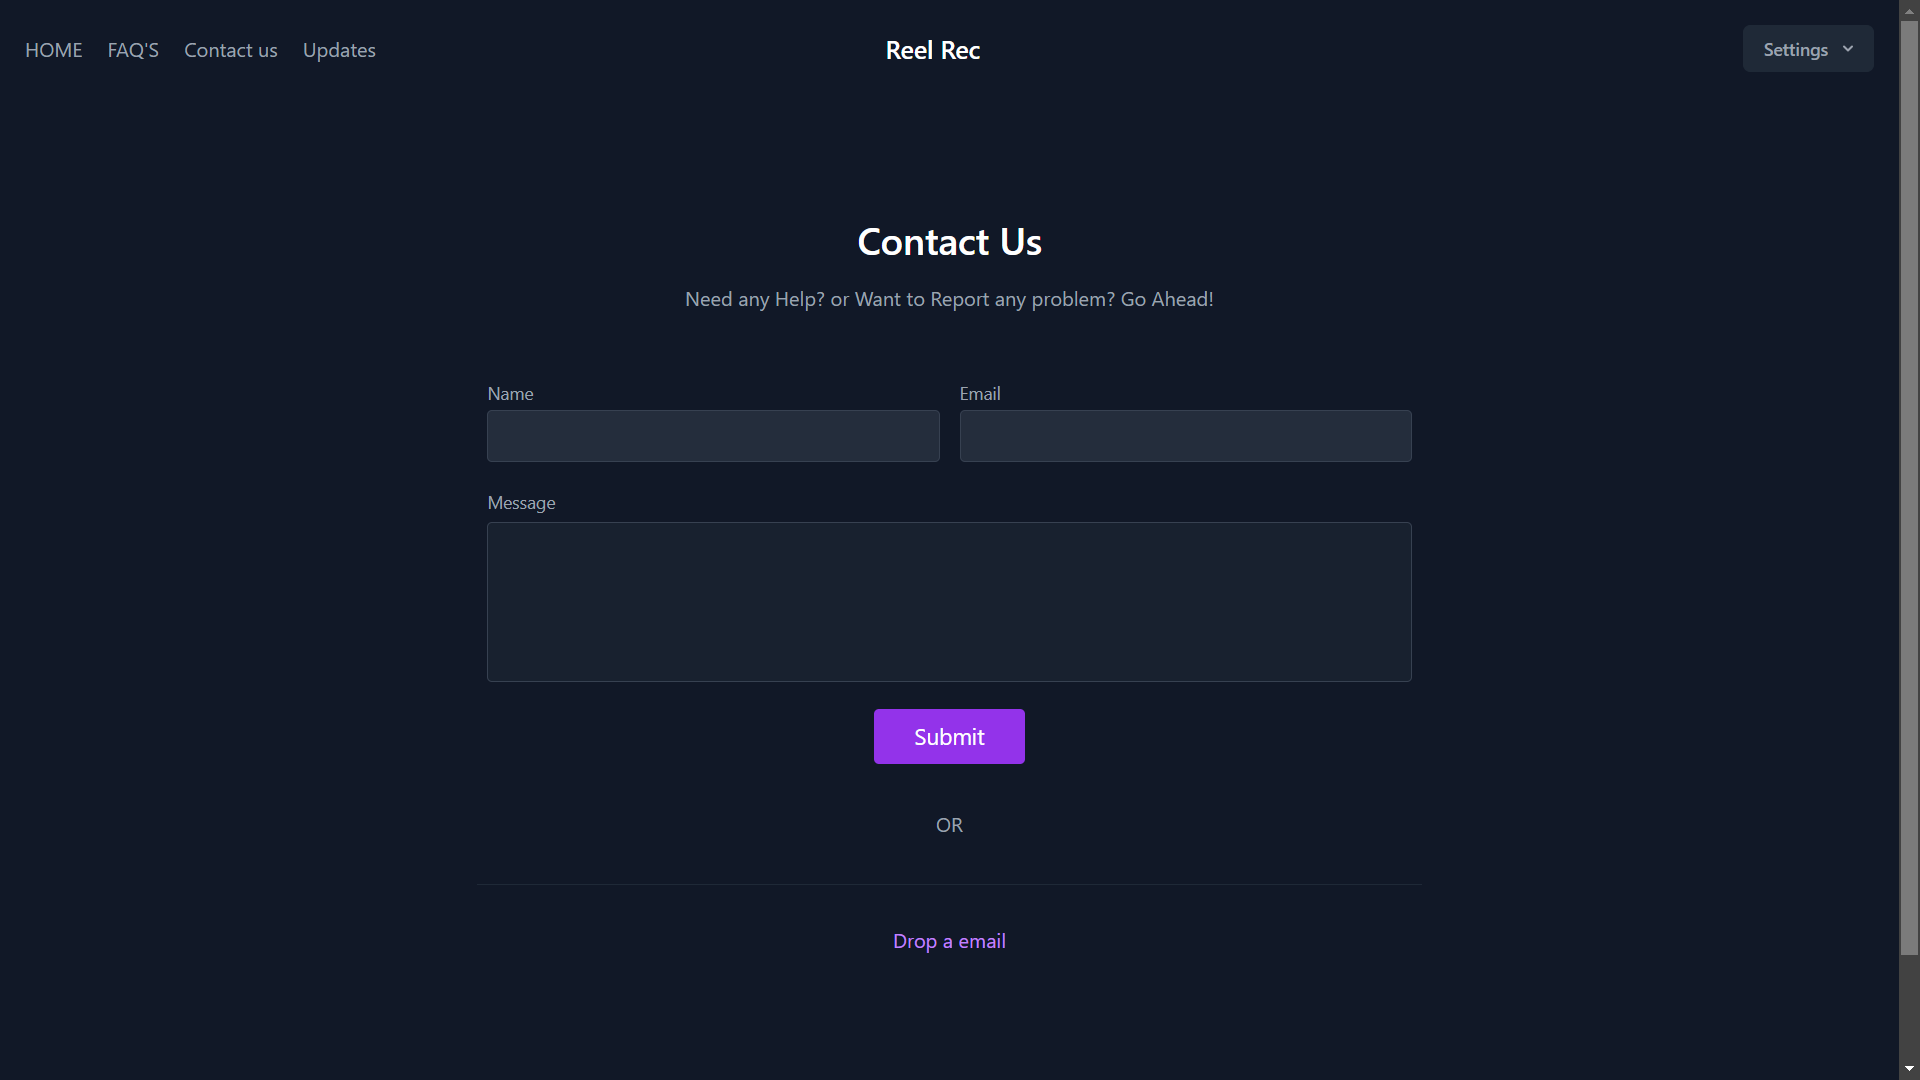 HOME FAQ'S Contact us Updates Reel Rec Settings
Contact Us
Need any Help? or Want to Report any problem? Go Ahead!
Name Email
Message
Submit
OR
Drop a email